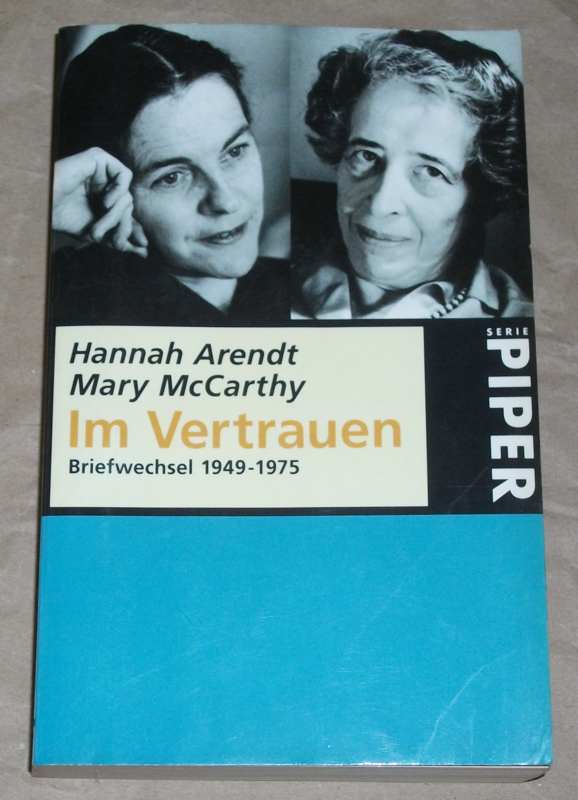 Hannah Arendt
Mary McCarthy
Im Vertrauen
Briefwechsel 1949-1975
SERIE
PIPER